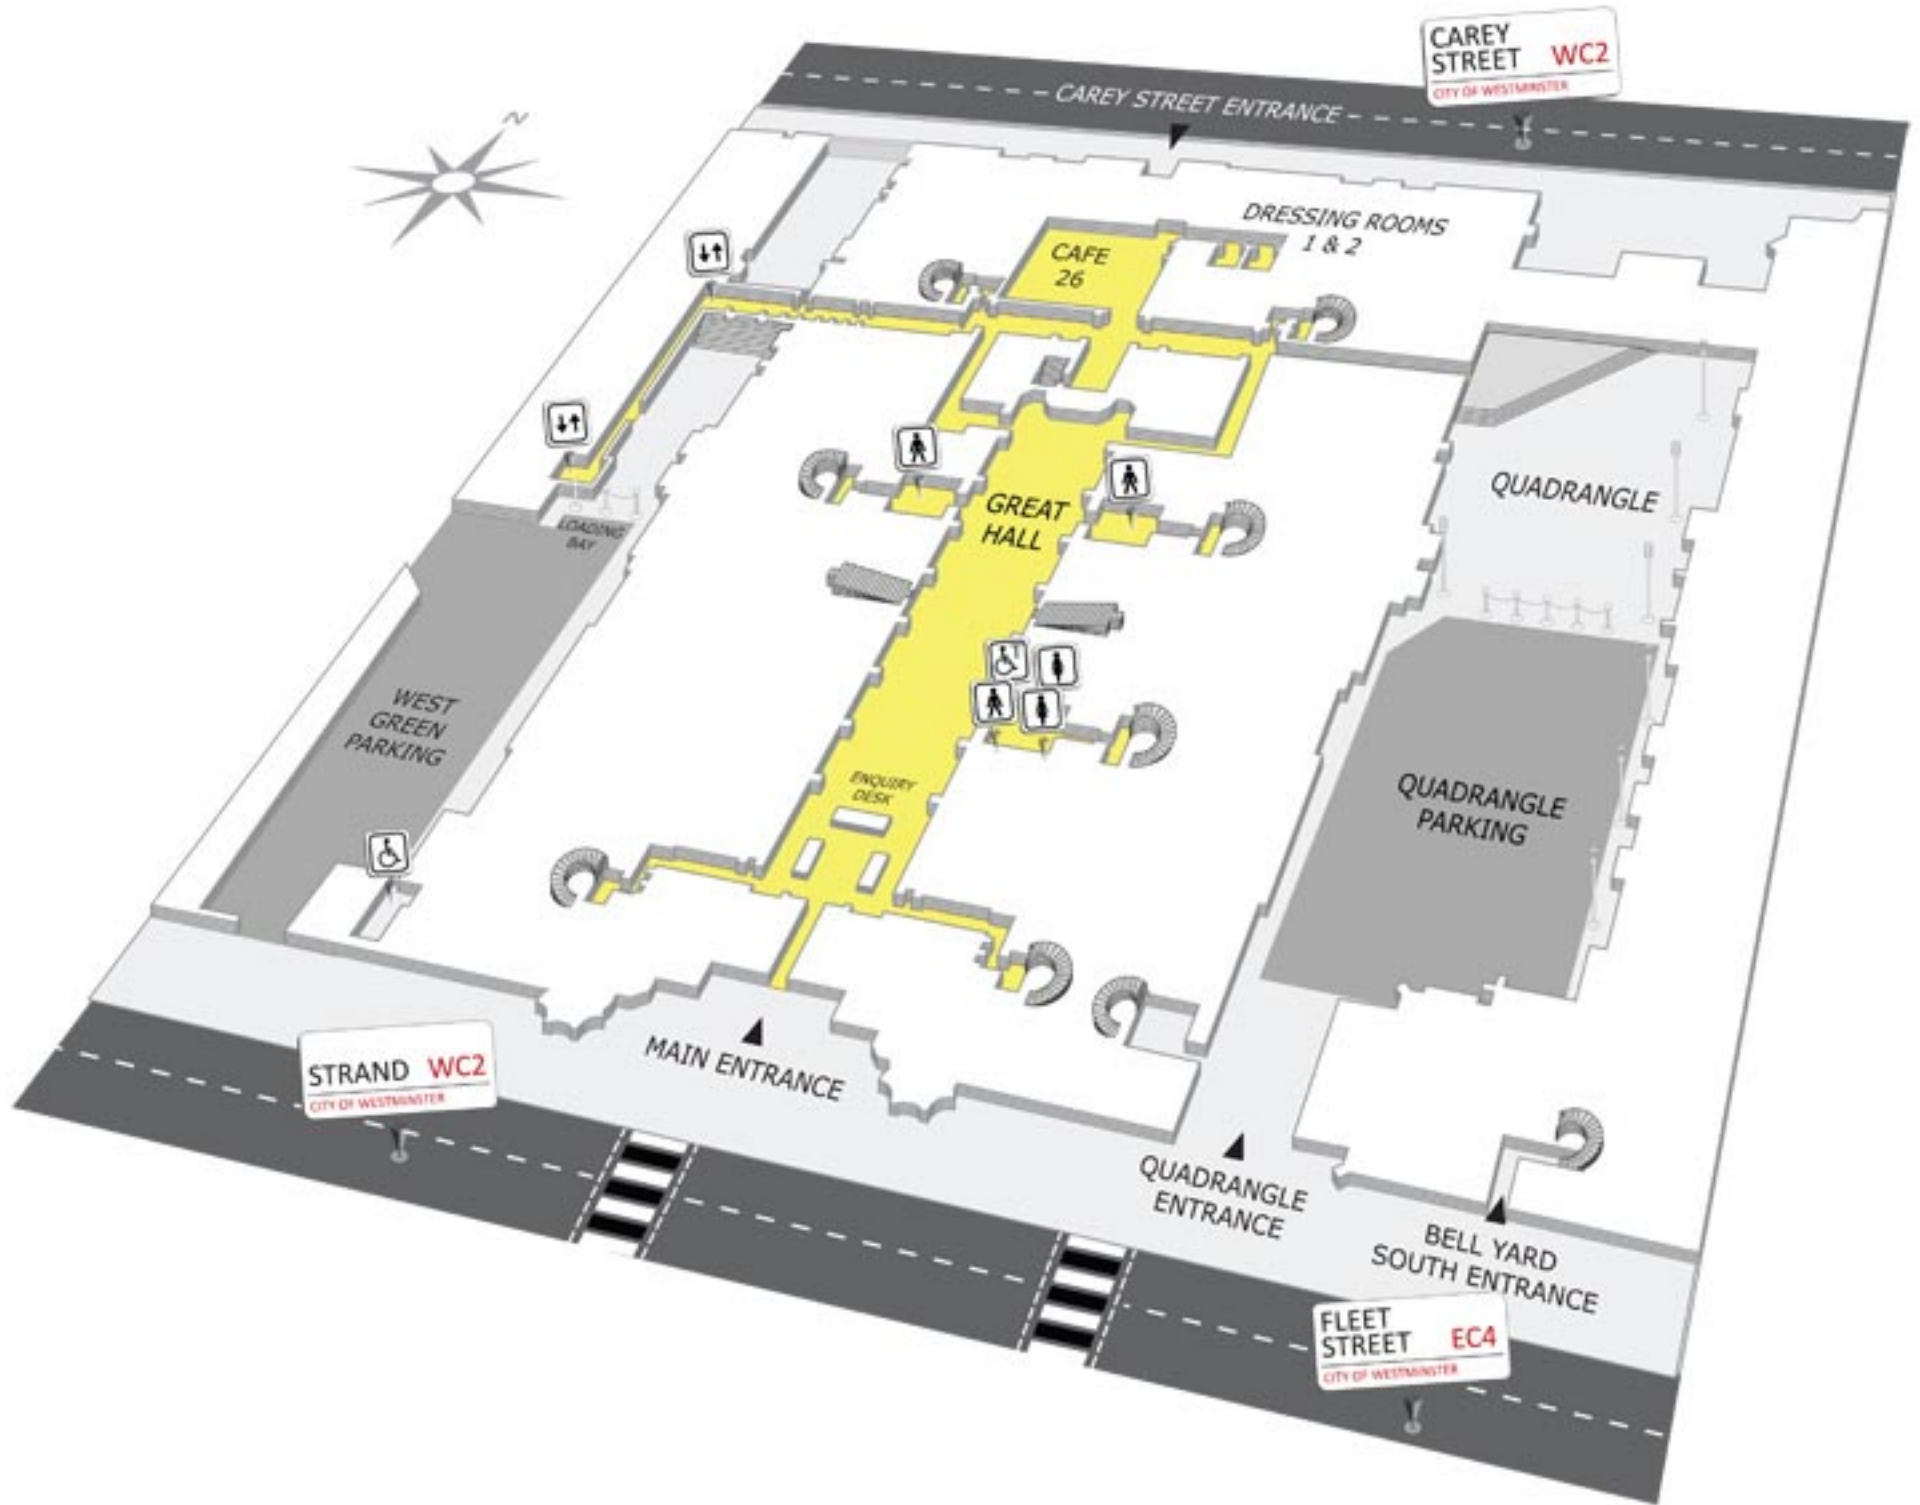 CAREY
STREET WC2
CITY OF WESTMINSTER
CAREY STREET ENTRANCE
N
DRESSING ROOMS
1 & 2
CAFE
26
QUADRANGLE
GREAT
HALL
LOADING
BAY
WEST
GREEN
PARKING
ENQUIRY
DESK
QUADRANGLE
PARKING
STRAND WC2
CITY OF WESTMINSTER
MAIN ENTRANCE
QUADRANGLE
ENTRANCE
BELL YARD
SOUTH ENTRANCE
FLEET
STREET EC4
CITY OF WESTMINSTER